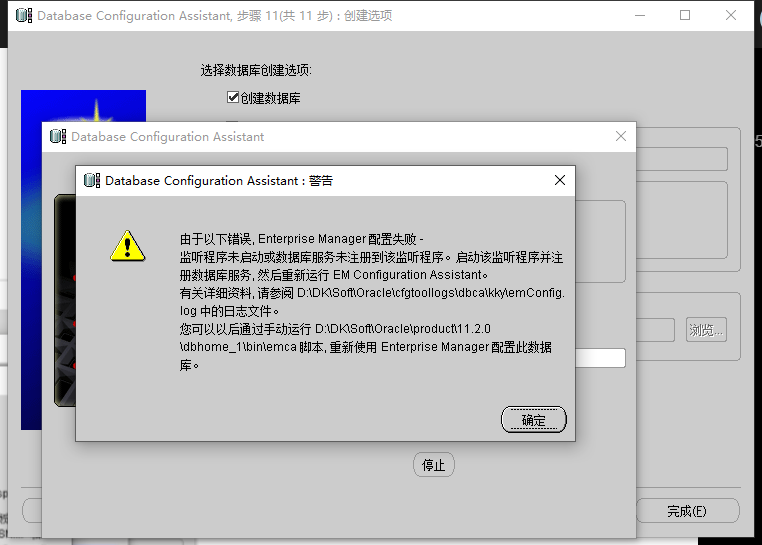 Database Configuration Assistant, 步骤 11(共 11 步) : 创建选项
选择数据库创建选项:
创建数据库
Database Configuration Assistant
Database Configuration Assistant : 警告
由于以下错误, Enterprise Manager 配置失败 -
监听程序未启动或数据库服务未注册到该监听程序。启动该监听程序并注
册数据库服务, 然后重新运行 EM Configuration Assistant。
有关详细资料, 请参阅 D:\DK\Soft\Oracle\cfgtoollogs\dbca\kky\emConfig.
log 中的日志文件。
您可以以后通过手动运行 D:\DK\Soft\Oracle\product\11.2.0
\dbhome_1\bin\emca 脚本, 重新使用 Enterprise Manager 配置此数据
库。
浏览...
确定
停止
完成(F)